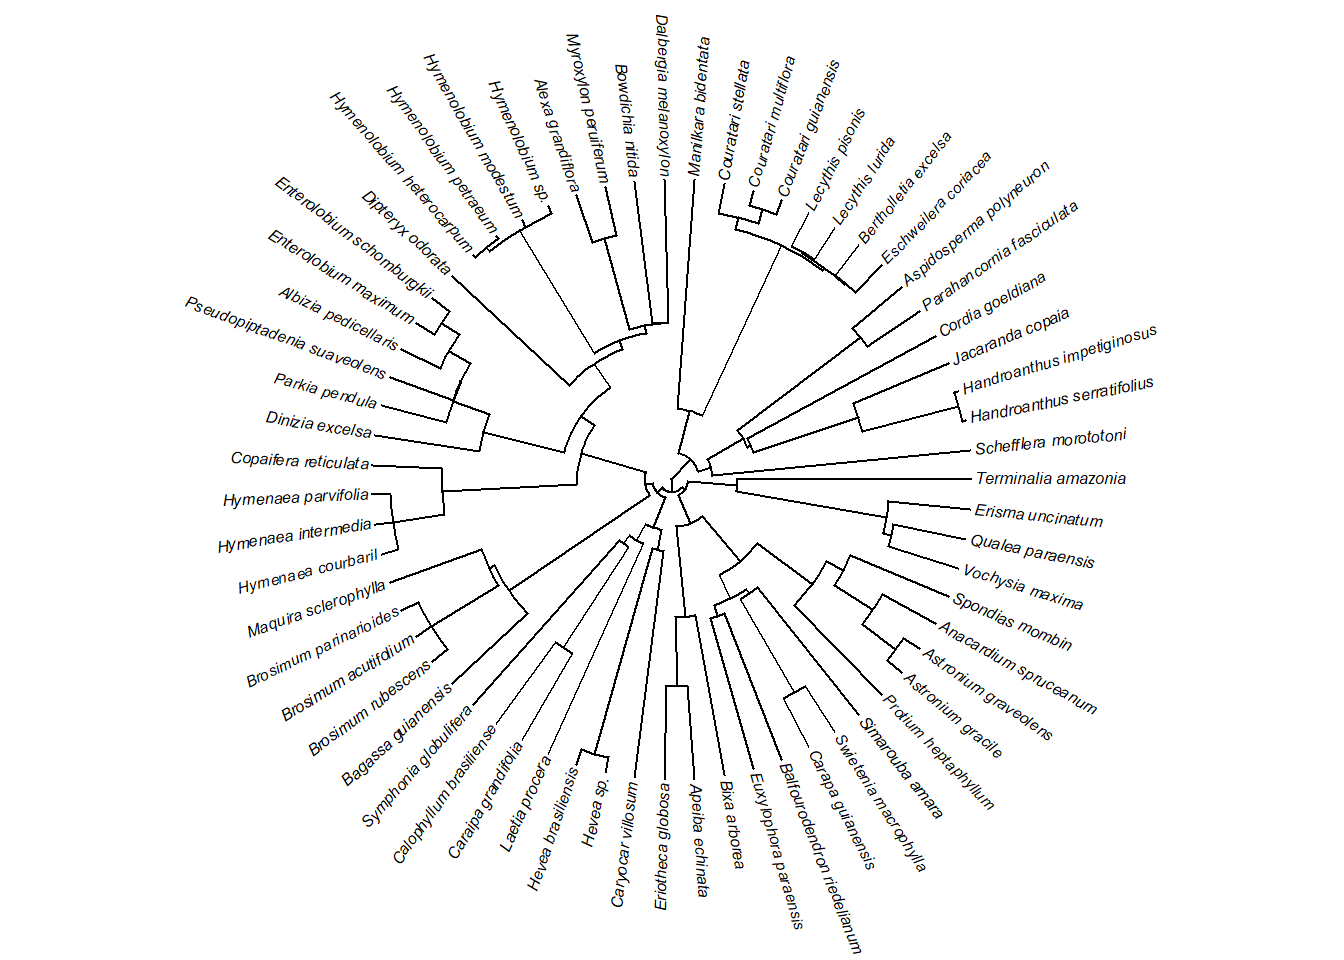 Dalbergia melanoxylon
Manilkara bidentata
Couratari stellata
Couratari multiflora
Couratari guianensis
Lecythis pisonis
Lecythis lurida
Bertholletia excelsa
Eschweilera coriacea
Aspidosperma polyneuron
Parahancornia fasciculata
Cordia goeldiana
Jacaranda copaia
Handroanthus impetiginosus
Handroanthus serratifolius
Schefflera morototoni
Terminalia amazonia
Erisma uncinatum
Qualea paraensis
Vochysia maxima
Spondias mombin
Anacardium spruceanum
Astronium graveolens
Astronium gracile
Protium heptaphyllum
Simarouba amara
Swietenia macrophylla
Carapa guianensis
Balfourodendron riedelianum
Euxylophora paraensis
Bixa arborea
Apeiba echinata
Eriotheca globosa
Caryocar villosum
Hevea sp.
Hevea brasiliensis
Laetia procera
Caraipa grandifolia
Calophyllum brasiliense
Symphonia globulifera
Bagassa guianensis
Brosimum rubescens
Brosimum acutifolium
Brosimum parinarioides
Maquira sclerophylla
Hymenaea courbaril
Hymenaea intermedia
Hymenaea parvifolia
Copaifera reticulata
Dinizia excelsa
Parkia pendula
Pseudopiptadenia suaveolens
Albizia pedicellaris
Enterolobium maximum
Enterolobium schomburgkii
Dipteryx odorata
Hymenolobium heterocarpum
Hymenolobium petraeum
Hymenolobium modestum
Hymenolobium sp.
Alexa grandiflora
Myroxylon peruiferum
Bowdichia nitida